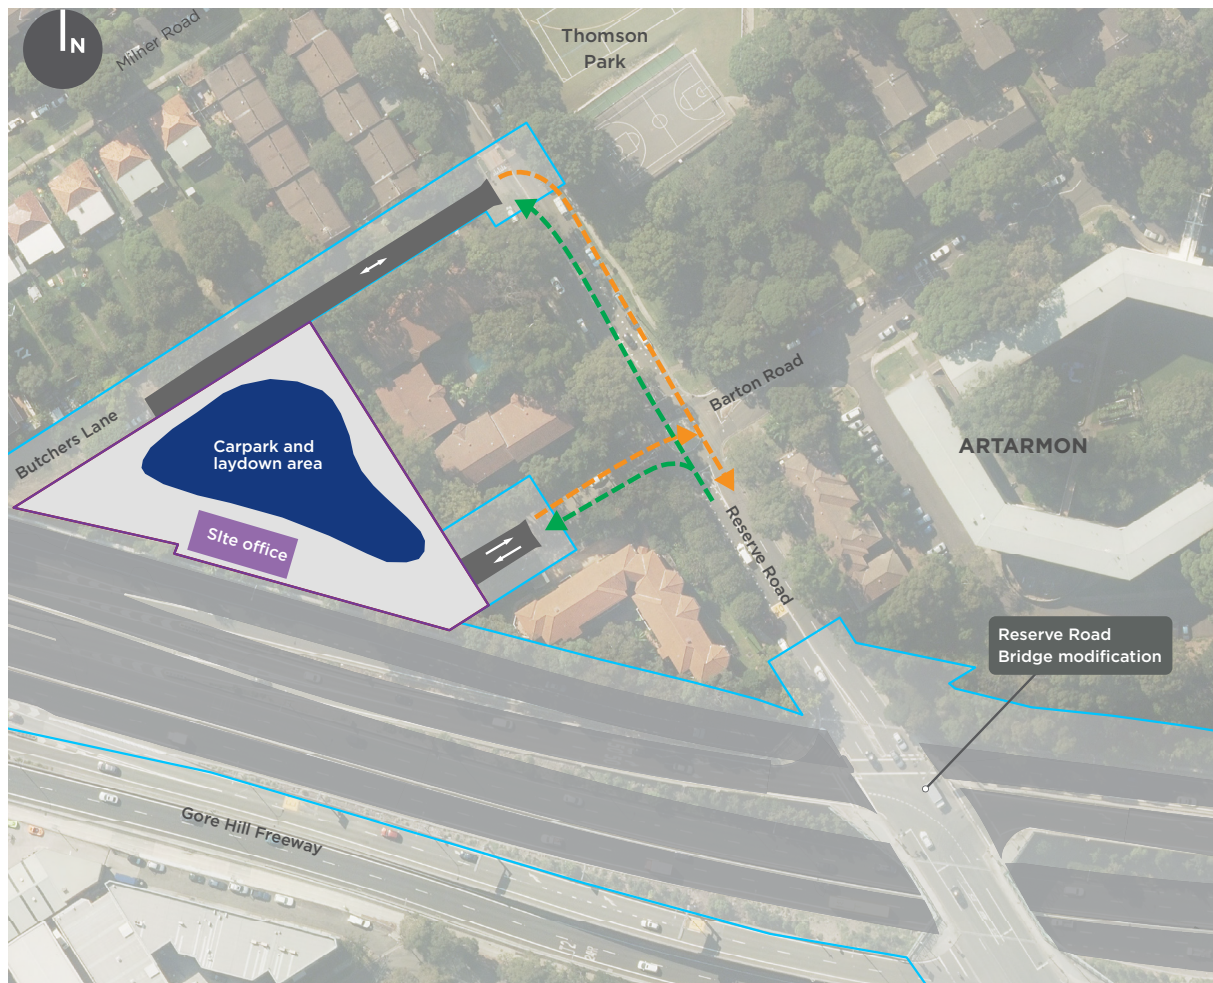 N
Milner Road
Thomson
Park
Barton Road
ARTARMON
Butchers Lane
Carpark and
laydown area
SIte office
Reserve Road
Reserve Road
Bridge modification
Gore Hill Freeway